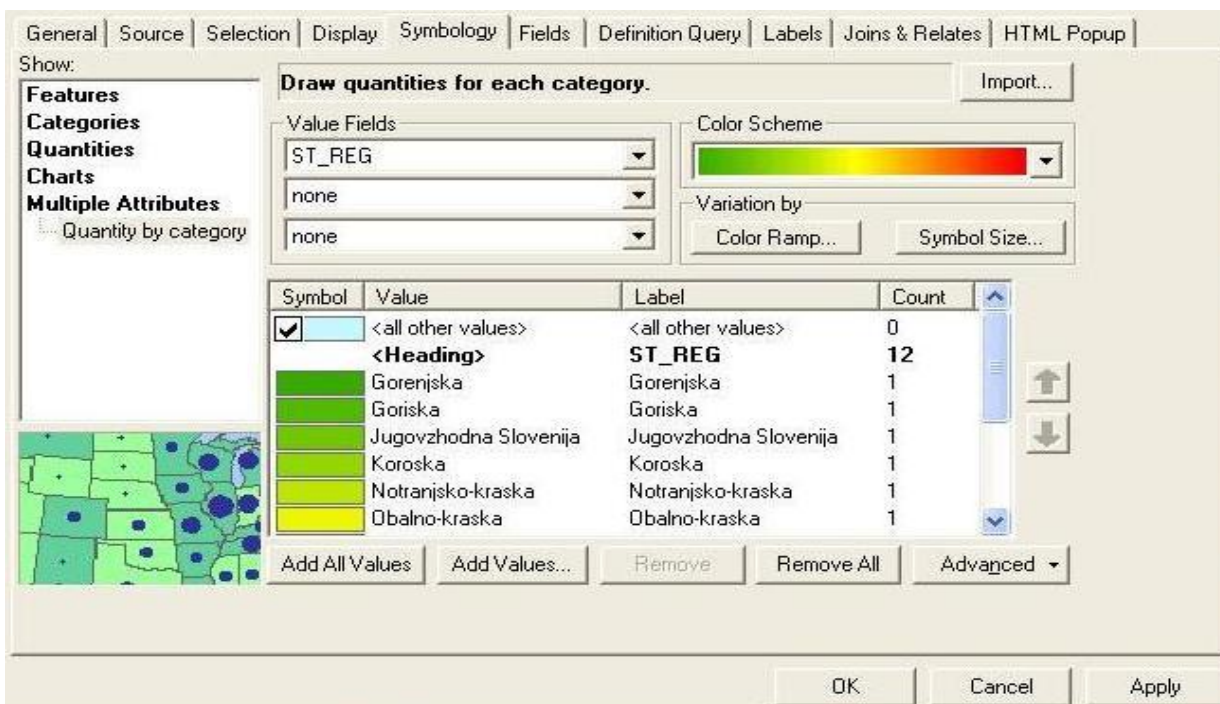 General Source Selection Display Symbology Fields Definition Query Labels Joins & Relates HTML Popup
Show:
Features
Categories
Quantities
Charts
Multiple Attributes
Quantity by category
Draw quantities for each category.
Import...
Value Fields
ST_REG
none
none
Color Scheme
Variation by
Color Ramp... Symbol Size...
Symbol Value Label Count
<all other values> <all other values> 0
<Heading> ST_REG 12
Gorenjska Gorenjska 1
Goriska Goriska 1
Jugovzhodna Slovenija Jugovzhodna Slovenija 1
Koroska Koroska 1
Notranjsko-kraska Notranjsko-kraska 1
Obalno-kraska Obalno-kraska 1
Add All Values Add Values... Remove Remove All Advanced
OK Cancel Apply